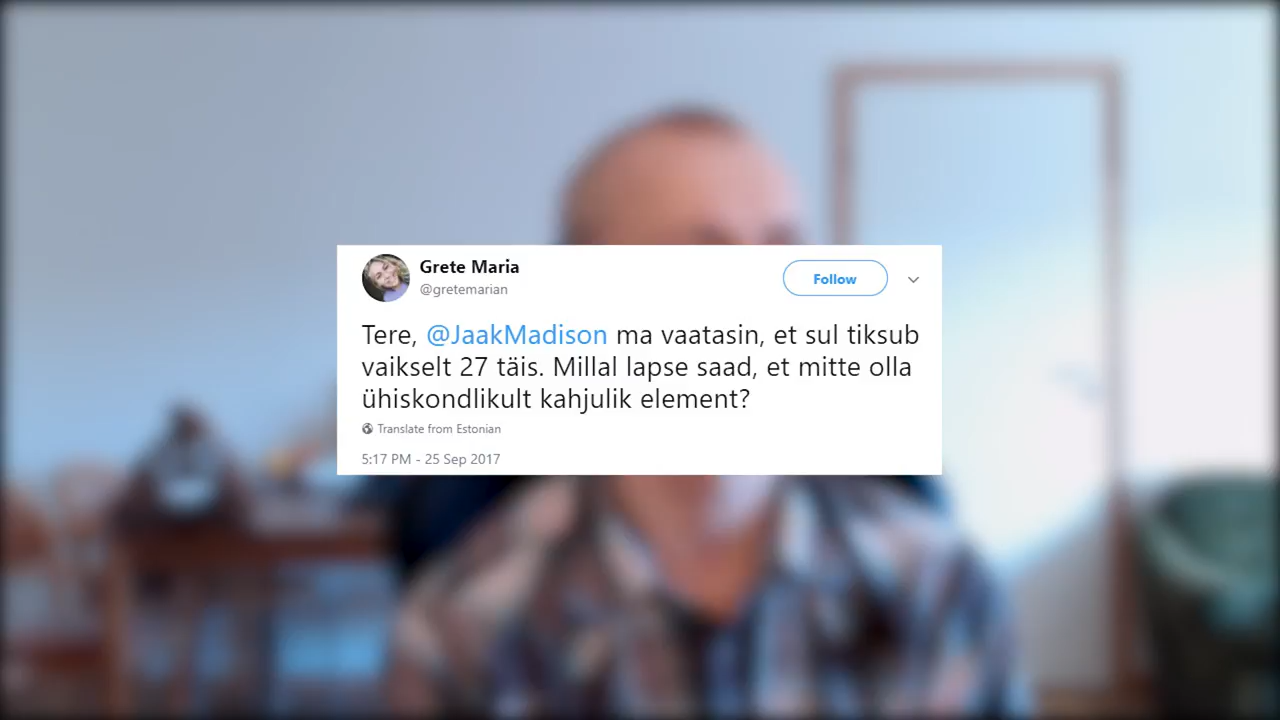 Grete Maria
@gretemarian
Follow
Tere, @JaakMadison ma vaatasin, et sul tiksub
vaikselt 27 täis. Millal lapse saad, et mitte olla
ühiskondlikult kahjulik element?
Translate from Estonian
5:17 PM - 25 Sep 2017